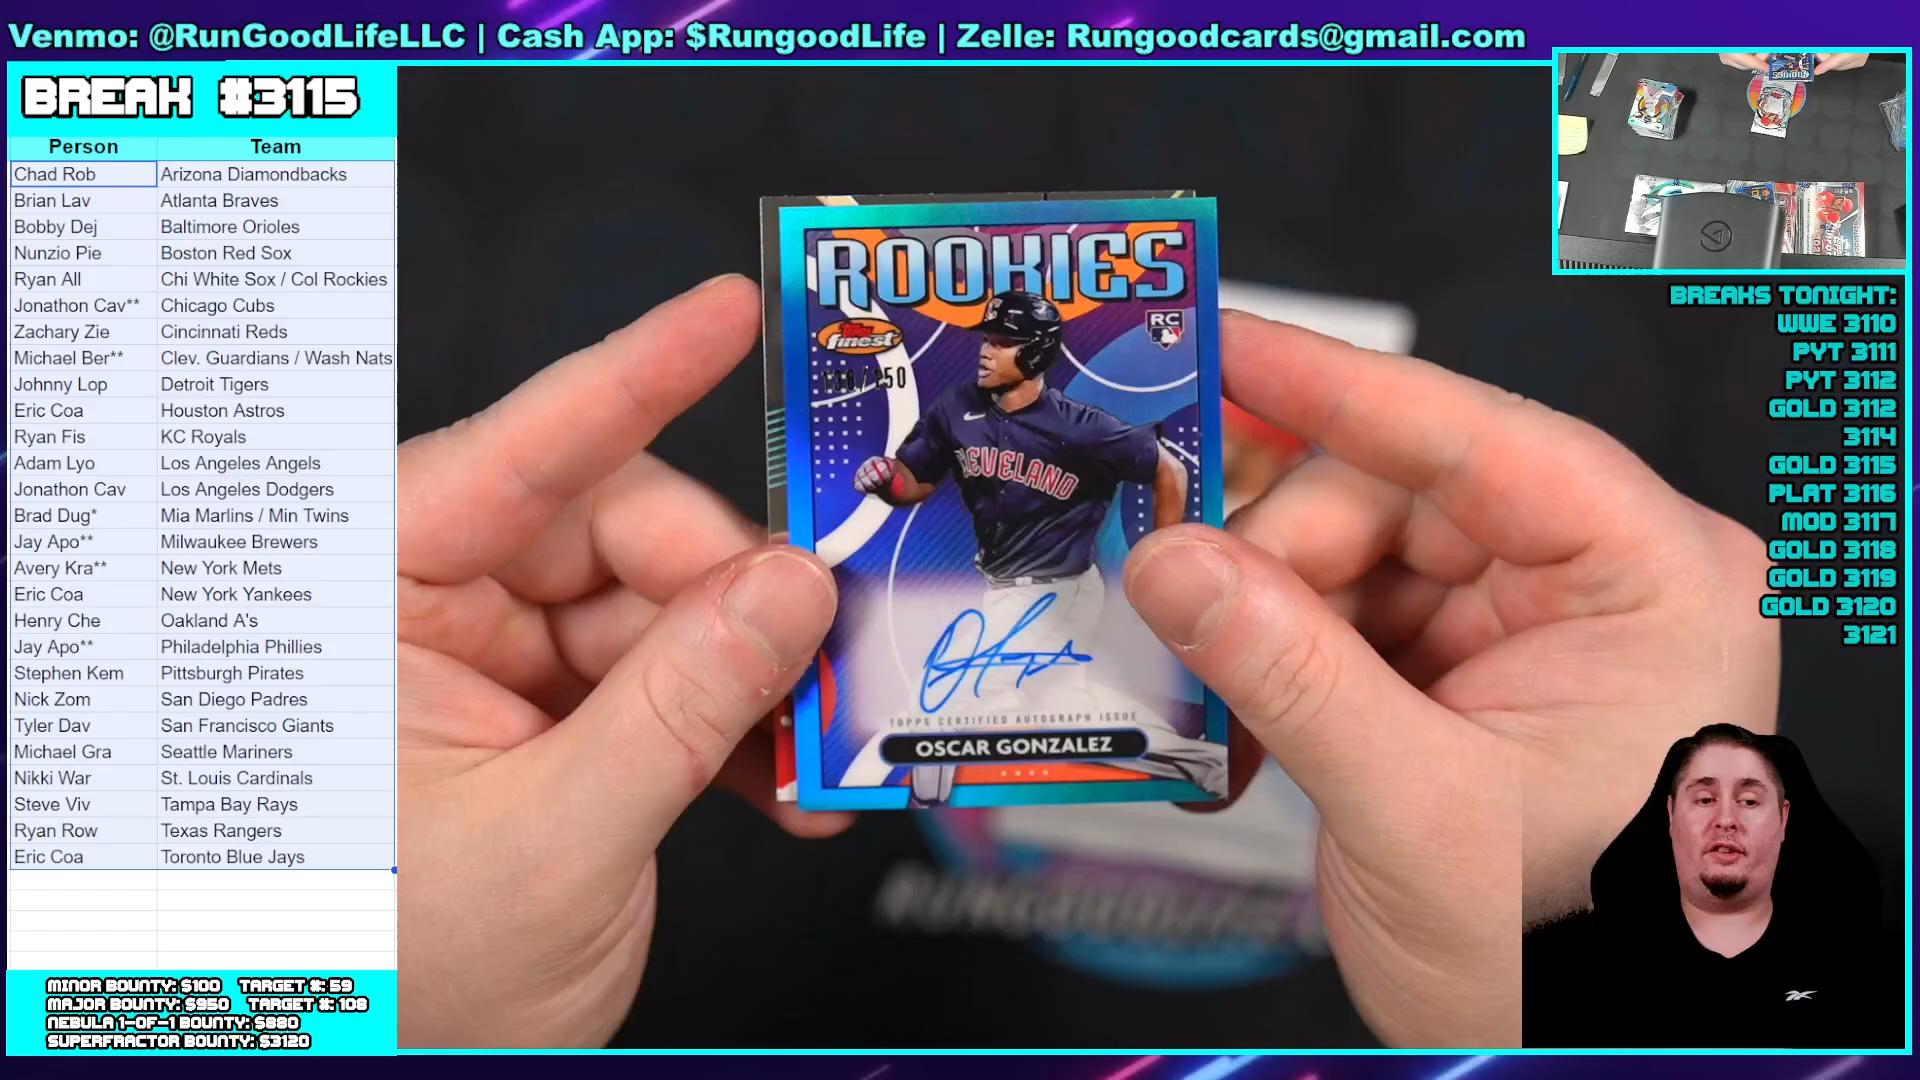 Venmo: @RunGoodLifeLLC | Cash App: $RungoodLife | Zelle: Rungoodcards@gmail.com
BREAK #3115
Person Team
Chad Rob Arizona Diamondbacks
Brian Lav Atlanta Braves
Bobby Dej Baltimore Orioles
Nunzio Pie Boston Red Sox
Ryan All Chi White Sox / Col Rockies
Jonathon Cav** Chicago Cubs
Zachary Zie Cincinnati Reds
Michael Ber** Clev. Guardians / Wash Nats
Johnny Lop Detroit Tigers
Eric Coa Houston Astros
Ryan Fis KC Royals
Adam Lyo Los Angeles Angels
Jonathon Cav Los Angeles Dodgers
Brad Dug* Mia Marlins / Min Twins
Jay Apo** Milwaukee Brewers
Avery Kra** New York Mets
Eric Coa New York Yankees
Henry Che Oakland A's
Jay Apo** Philadelphia Phillies
Stephen Kem Pittsburgh Pirates
Nick Zom San Diego Padres
Tyler Dav San Francisco Giants
Michael Gra Seattle Mariners
Nikki War St. Louis Cardinals
Steve Viv Tampa Bay Rays
Ryan Row Texas Rangers
Eric Coa Toronto Blue Jays
MINOR BOUNTY: $100 TARGET #: 59
MAJOR BOUNTY: $950 TARGET #: 108
NEBULA 1-OF-1 BOUNTY: $880
SUPERFRACTOR BOUNTY: $3120
ROOKIES
Topps finest
RC
CLEVELAND
TOPPS CERTIFIED AUTOGRAPH ISSUE
OSCAR GONZALEZ
BREAKS TONIGHT:
WWE 3110
PYT 3111
PYT 3112
GOLD 3112
3114
GOLD 3115
PLAT 3116
MOD 3117
GOLD 3118
GOLD 3119
GOLD 3120
3121